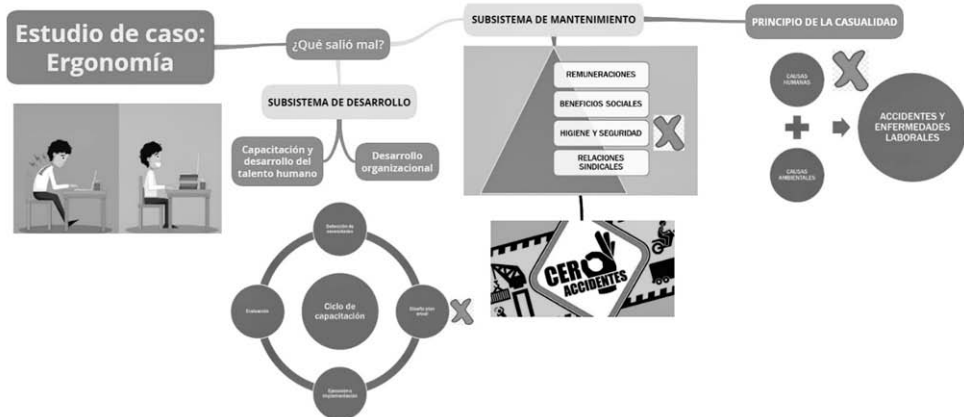 Estudio de caso:
Ergonomía
¿Qué salió mal?
SUBSISTEMA DE DESARROLLO
Capacitación y
desarrollo del
talento humano
Desarrollo
organizacional
Detección de
necesidades
Ciclo de
capacitación
Evaluación
Diseño plan
anual
Ejecución e
implementación
SUBSISTEMA DE MANTENIMIENTO
REMUNERACIONES
BENEFICIOS SOCIALES
HIGIENE Y SEGURIDAD
RELACIONES
SINDICALES
CERO
ACCIDENTES
PRINCIPIO DE LA CASUALIDAD
CAUSAS
HUMANAS
CAUSAS
AMBIENTALES
ACCIDENTES Y
ENFERMEDADES
LABORALES